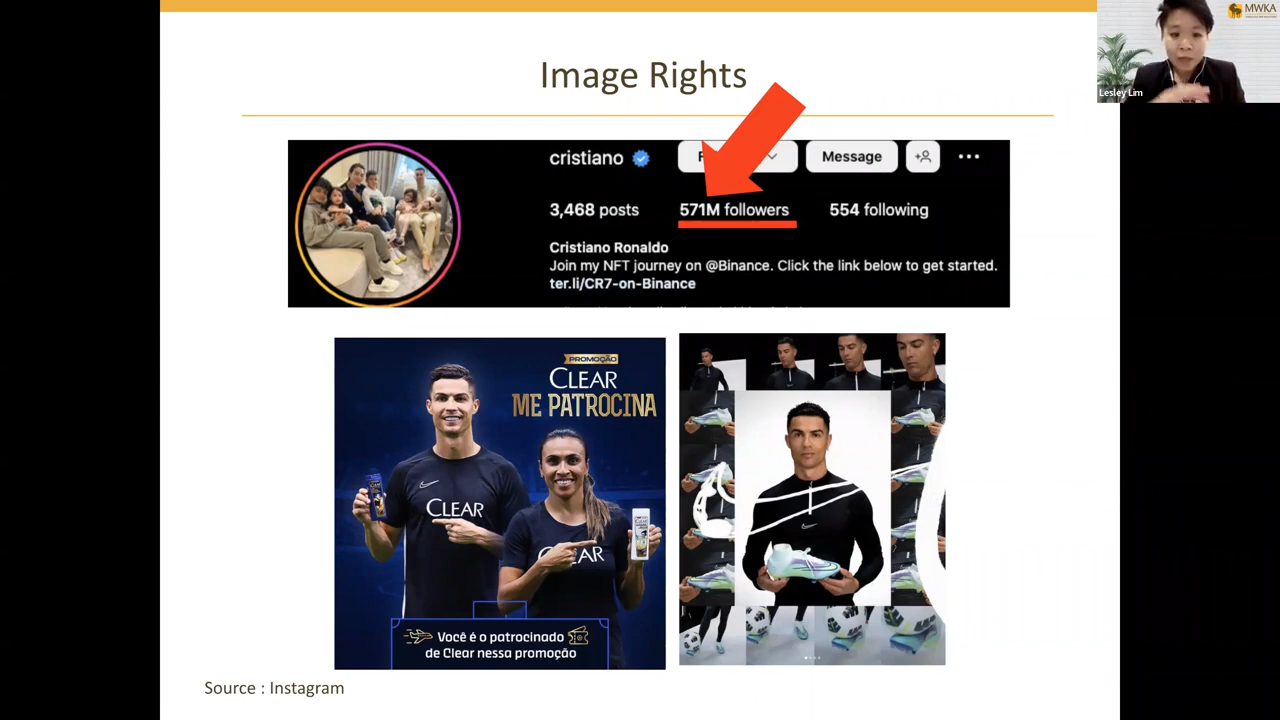 MWKA
Lesley Lim
Image Rights
cristiano
Message
3,468 posts
571M followers
554 following
Cristiano Ronaldo
Join my NFT journey on @Binance. Click the link below to get started.
ter.li/CR7-on-Binance
PROMOÇÃO
CLEAR
ME PATROCINA
CLEAR
Você é o patrocinado
de Clear nessa promoção
Source : Instagram